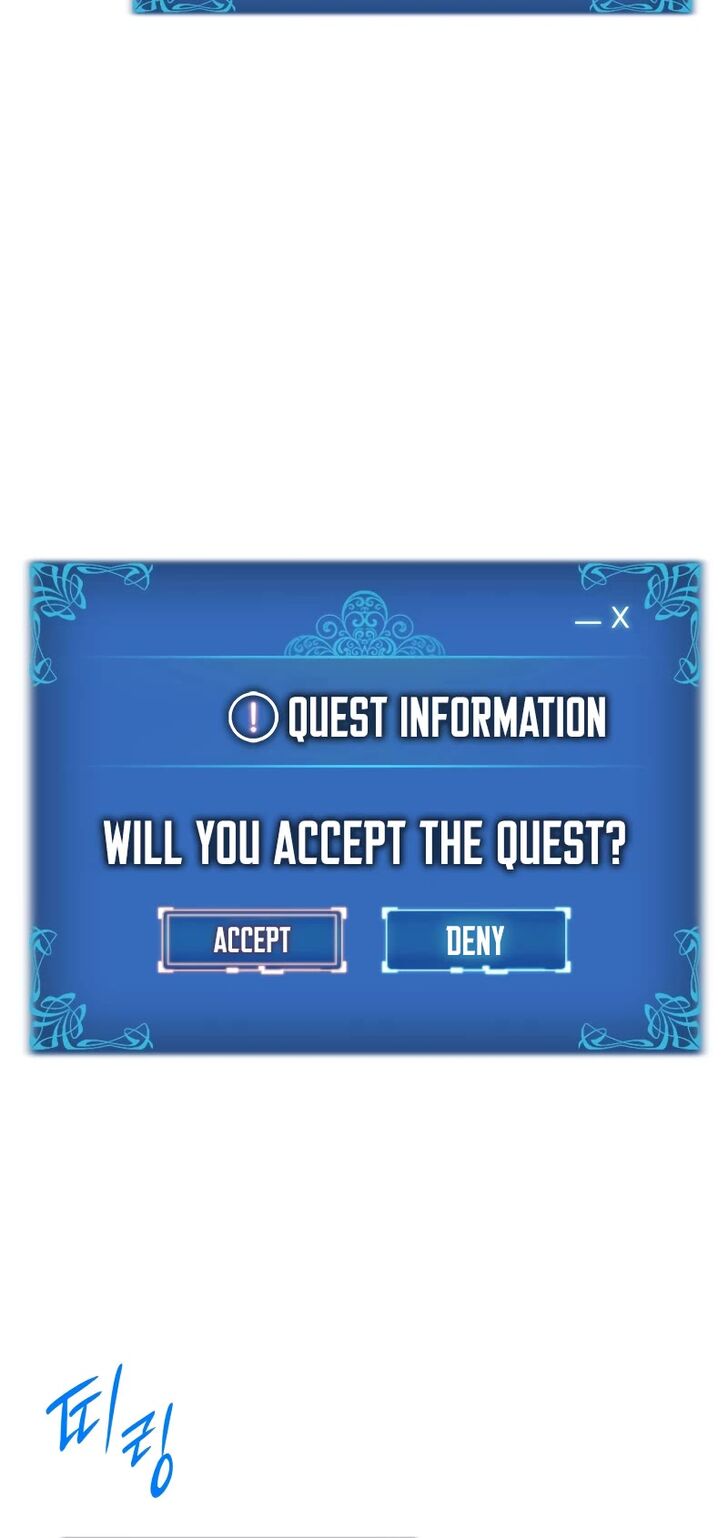 — X
! QUEST INFORMATION
WILL YOU ACCEPT THE QUEST?
ACCEPT DENY
띠링